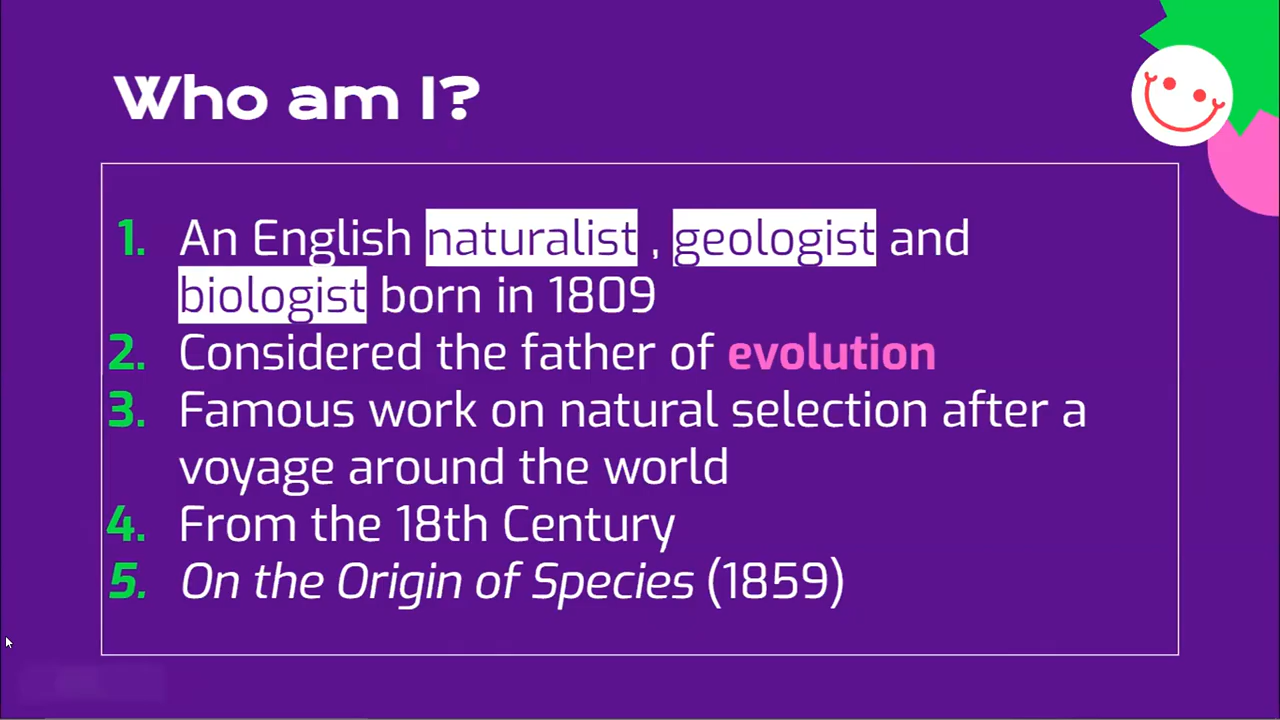 Who am I?
1. An English naturalist , geologist and
biologist born in 1809
2. Considered the father of evolution
3. Famous work on natural selection after a
voyage around the world
4. From the 18th Century
5. On the Origin of Species (1859)